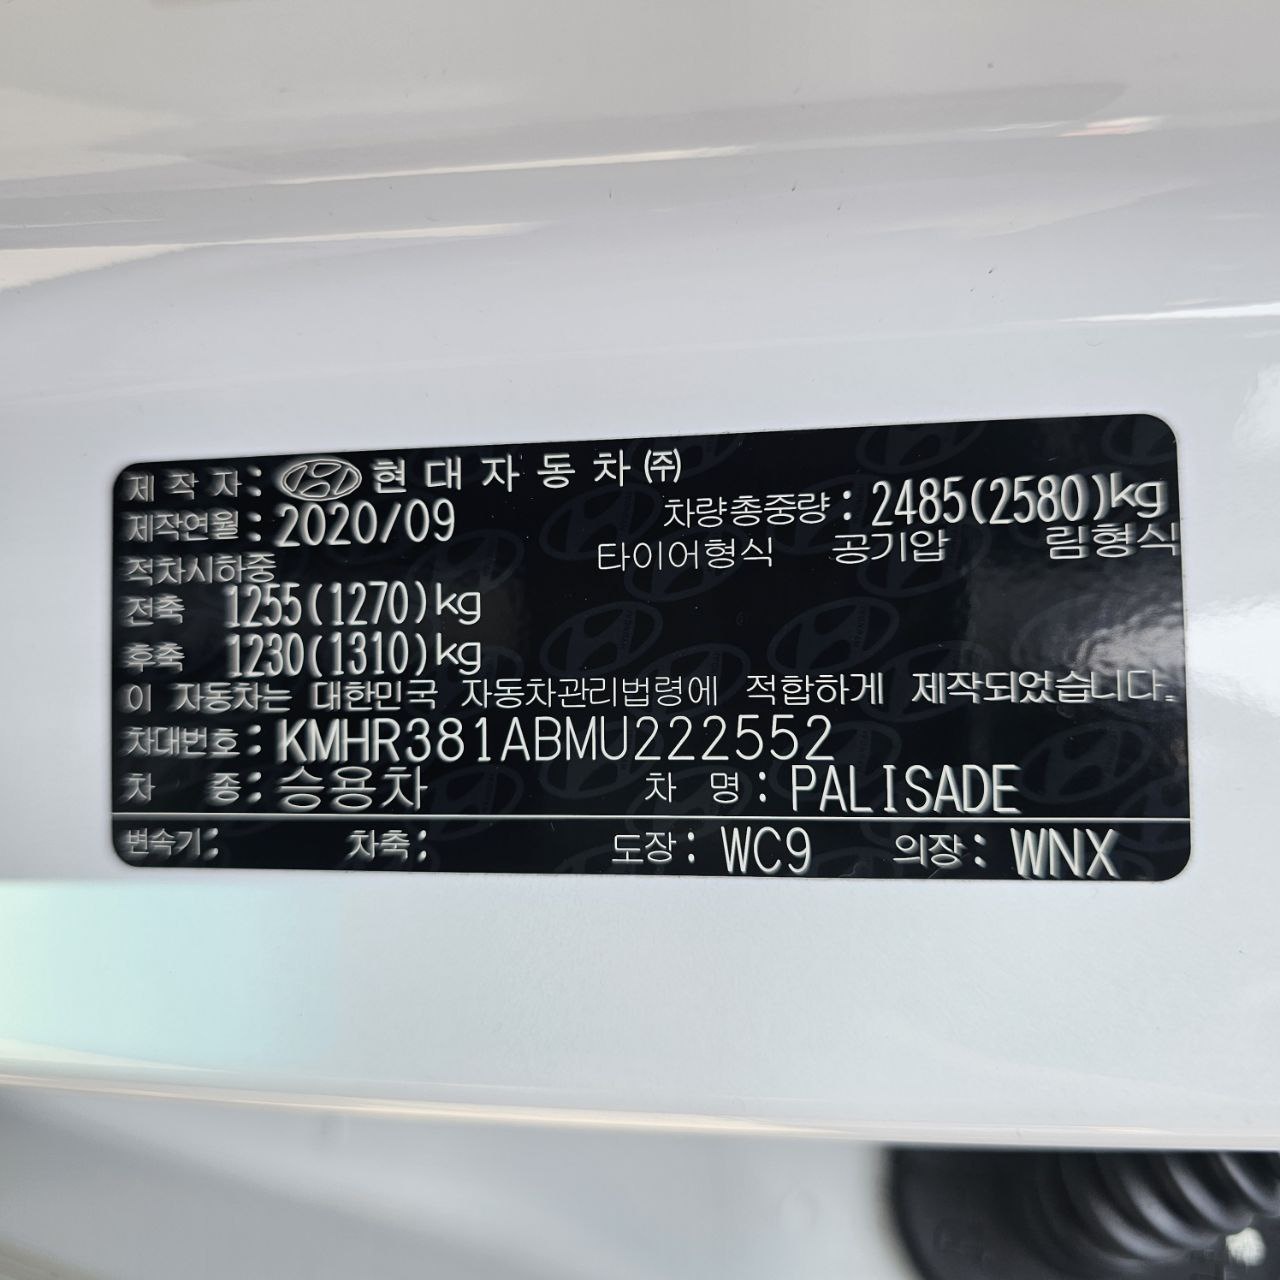 제 작 자 : 현 대 자 동 차 ㈜
제작연월 : 2020/09 차량총중량 : 2485(2580)kg
적차시하중 타이어형식 공기압 림형식
전축 1255(1270)kg
후축 1230(1310)kg
이 자동차는 대한민국 자동차관리법령에 적합하게 제작되었습니다.
차대번호 : KMHR381ABMU222552
차 종 : 승용차 차 명 : PALISADE
변속기 : 차축 : 도장 : WC9 의장 : WNX